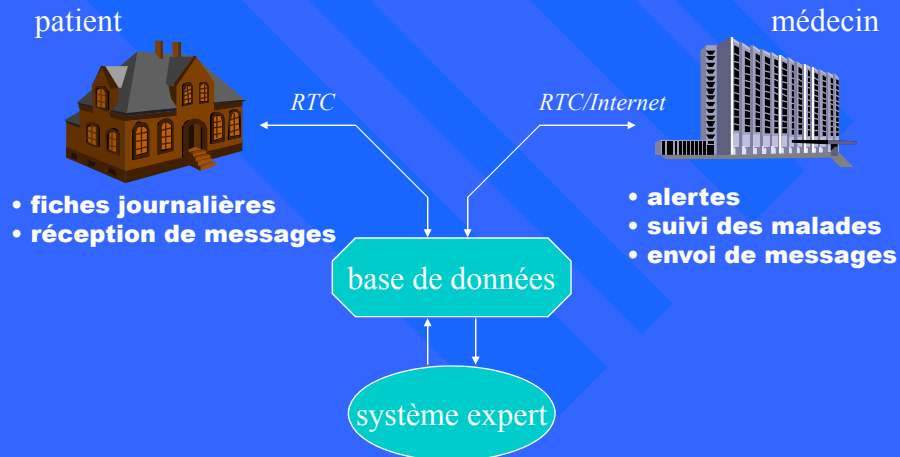 patient
médecin
RTC
RTC/Internet
• fiches journalières
• réception de messages
• alertes
• suivi des malades
• envoi de messages
base de données
système expert